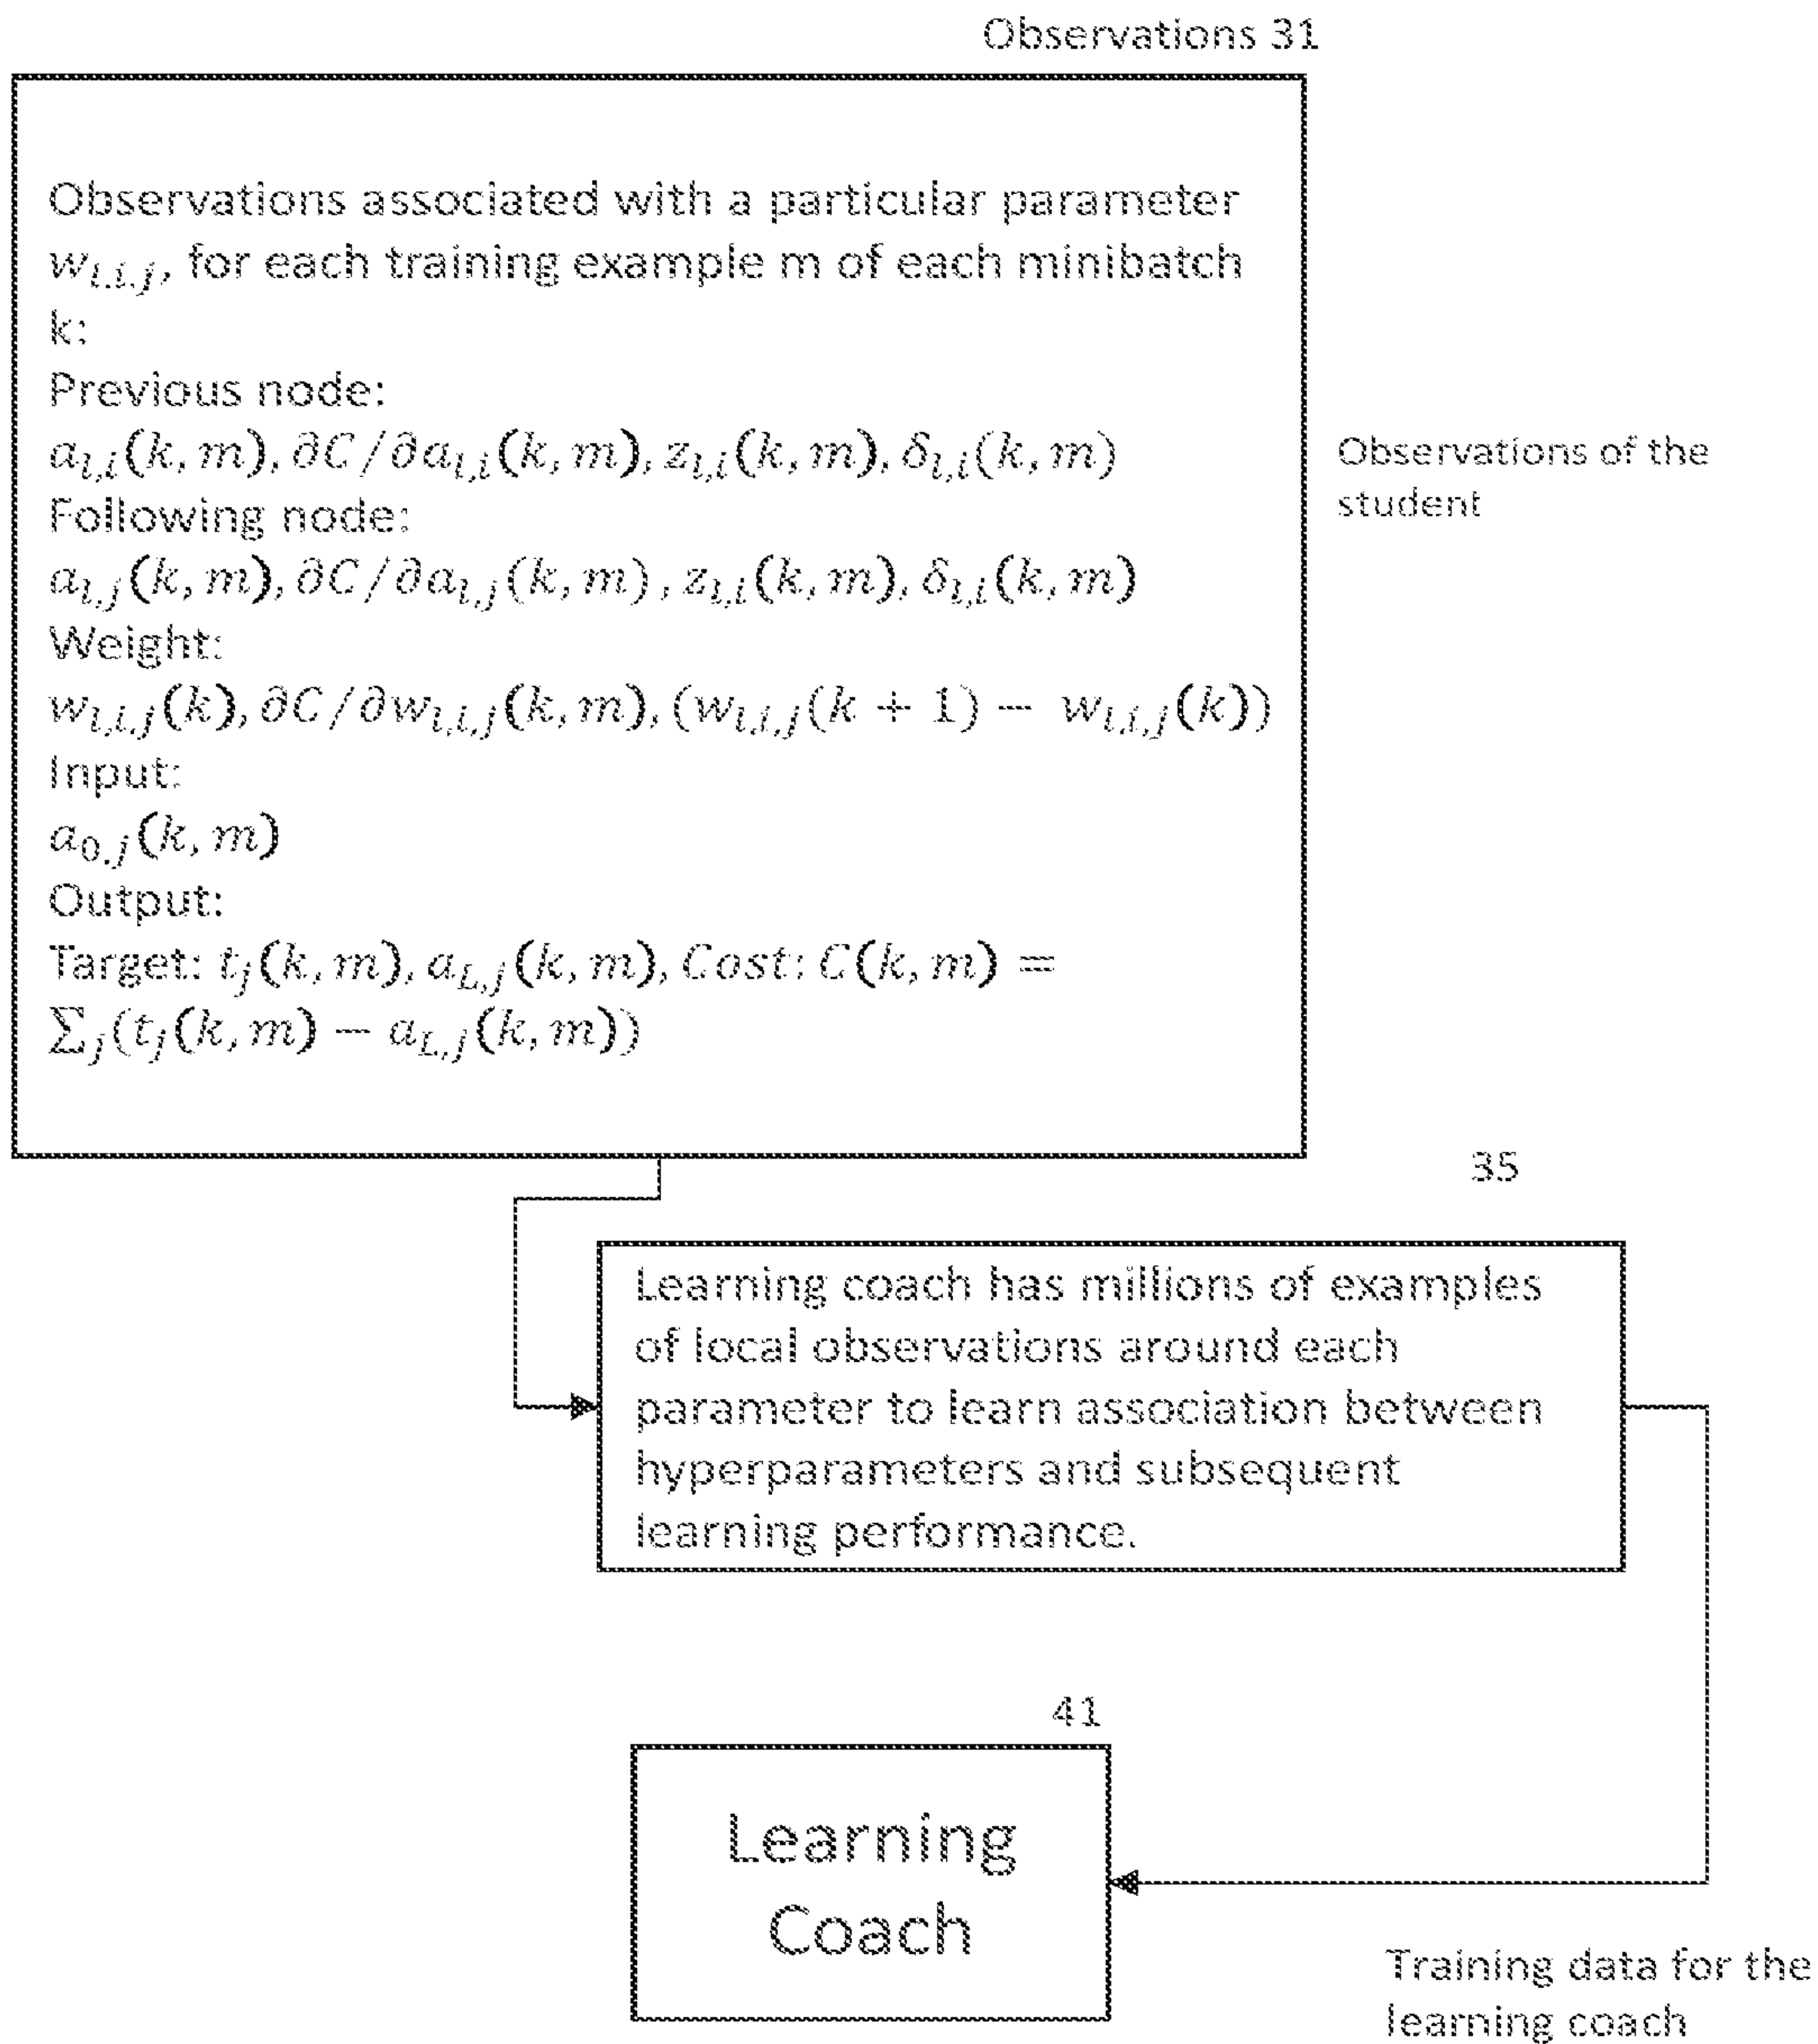 Observations 31
Observations associated with a particular parameter
w_{l,i,j}, for each training example m of each minibatch
k:
Previous node:
a_{l,i}(k, m), ∂C/∂a_{l,i}(k, m), z_{l,i}(k, m), δ_{l,i}(k, m)
Following node:
a_{l,j}(k, m), ∂C/∂a_{l,j}(k, m), z_{l,i}(k, m), δ_{l,i}(k, m)
Weight:
w_{l,i,j}(k), ∂C/∂w_{l,i,j}(k, m), (w_{l,i,j}(k + 1) − w_{l,i,j}(k))
Input:
a_{0,j}(k, m)
Output:
Target: t_j(k, m), a_{L,j}(k, m), Cost: C(k, m) =
∑_j(t_j(k, m) − a_{L,j}(k, m))
Observations of the
student
35
Learning coach has millions of examples
of local observations around each
parameter to learn association between
hyperparameters and subsequent
learning performance.
41
Learning
Coach
Training data for the
learning coach